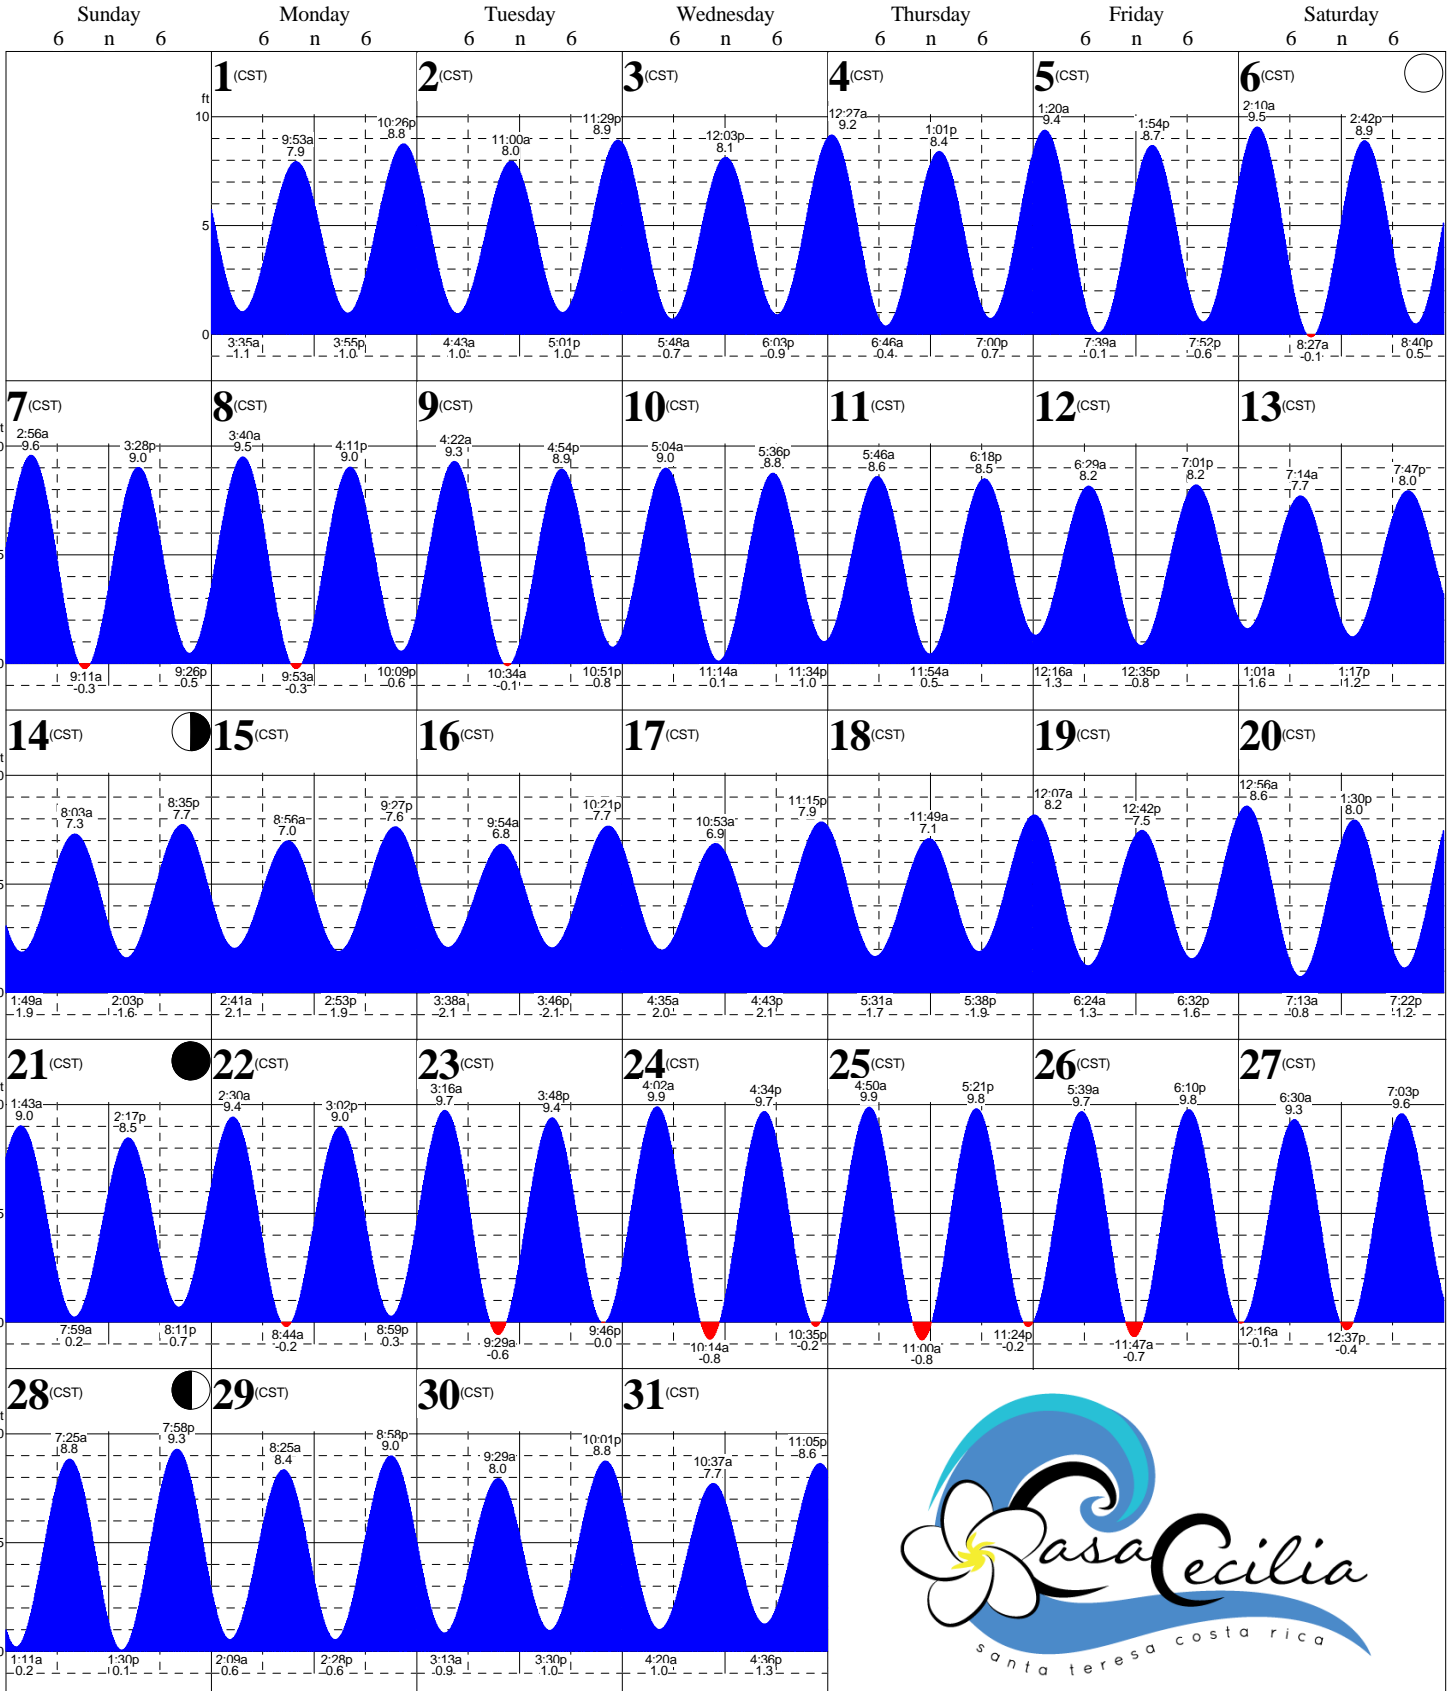 Sunday Monday Tuesday Wednesday Thursday Friday Saturday
6 n 6 6 n 6 6 n 6 6 n 6 6 n 6 6 n 6 6 n 6
1(CST) 2(CST) 3(CST) 4(CST) 5(CST) 6(CST)
ft
10
5
0
9:53a 10:26p 11:00a 11:29p 12:03p 12:27a 1:01p 1:20a 1:54p 2:10a 2:42p
7.9 8.8 8.0 8.9 8.1 9.2 8.4 9.4 8.7 9.5 8.9
3:35a 3:55p 4:43a 5:01p 5:48a 6:03p 6:46a 7:00p 7:39a 7:52p 8:27a 8:40p
1.1 1.0 1.0 1.0 0.7 0.9 0.4 0.7 0.1 0.6 -0.1 0.5
7(CST) 8(CST) 9(CST) 10(CST) 11(CST) 12(CST) 13(CST)
2:56a 3:28p 3:40a 4:11p 4:22a 4:54p 5:04a 5:36p 5:46a 6:18p 6:29a 7:01p 7:14a 7:47p
9.6 9.0 9.5 9.0 9.3 8.9 9.0 8.8 8.6 8.5 8.2 8.2 7.7 8.0
9:11a 9:26p 9:53a 10:09p 10:34a 10:51p 11:14a 11:34p 11:54a 12:16a 12:35p 1:01a 1:17p
-0.3 0.5 -0.3 0.6 -0.1 0.8 0.1 1.0 0.5 1.3 0.8 1.6 1.2
14(CST) 15(CST) 16(CST) 17(CST) 18(CST) 19(CST) 20(CST)
8:03a 8:35p 8:56a 9:27p 9:54a 10:21p 10:53a 11:15p 11:49a 12:07a 12:42p 12:56a 1:30p
7.3 7.7 7.0 7.6 6.8 7.7 6.9 7.9 7.1 8.2 7.5 8.6 8.0
1:49a 2:03p 2:41a 2:53p 3:38a 3:46p 4:35a 4:43p 5:31a 5:38p 6:24a 6:32p 7:13a 7:22p
1.9 1.6 2.1 1.9 2.1 2.1 2.0 2.1 1.7 1.9 1.3 1.6 0.8 1.2
21(CST) 22(CST) 23(CST) 24(CST) 25(CST) 26(CST) 27(CST)
1:43a 2:17p 2:30a 3:02p 3:16a 3:48p 4:02a 4:34p 4:50a 5:21p 5:39a 6:10p 6:30a 7:03p
9.0 8.5 9.4 9.0 9.7 9.4 9.9 9.7 9.9 9.8 9.7 9.8 9.3 9.6
7:59a 8:11p 8:44a 8:59p 9:29a 9:46p 10:14a 10:35p 11:00a 11:24p 11:47a 12:16a 12:37p
0.2 0.7 -0.2 0.3 -0.6 0.0 -0.8 -0.2 -0.8 -0.2 -0.7 -0.1 -0.4
28(CST) 29(CST) 30(CST) 31(CST)
7:25a 7:58p 8:25a 8:58p 9:29a 10:01p 10:37a 11:05p
8.8 9.3 8.4 9.0 8.0 8.8 7.7 8.6
1:11a 1:30p 2:09a 2:28p 3:13a 3:30p 4:20a 4:36p
0.2 0.1 0.6 0.6 0.9 1.0 1.0 1.3
Casa Cecilia
santa teresa costa rica